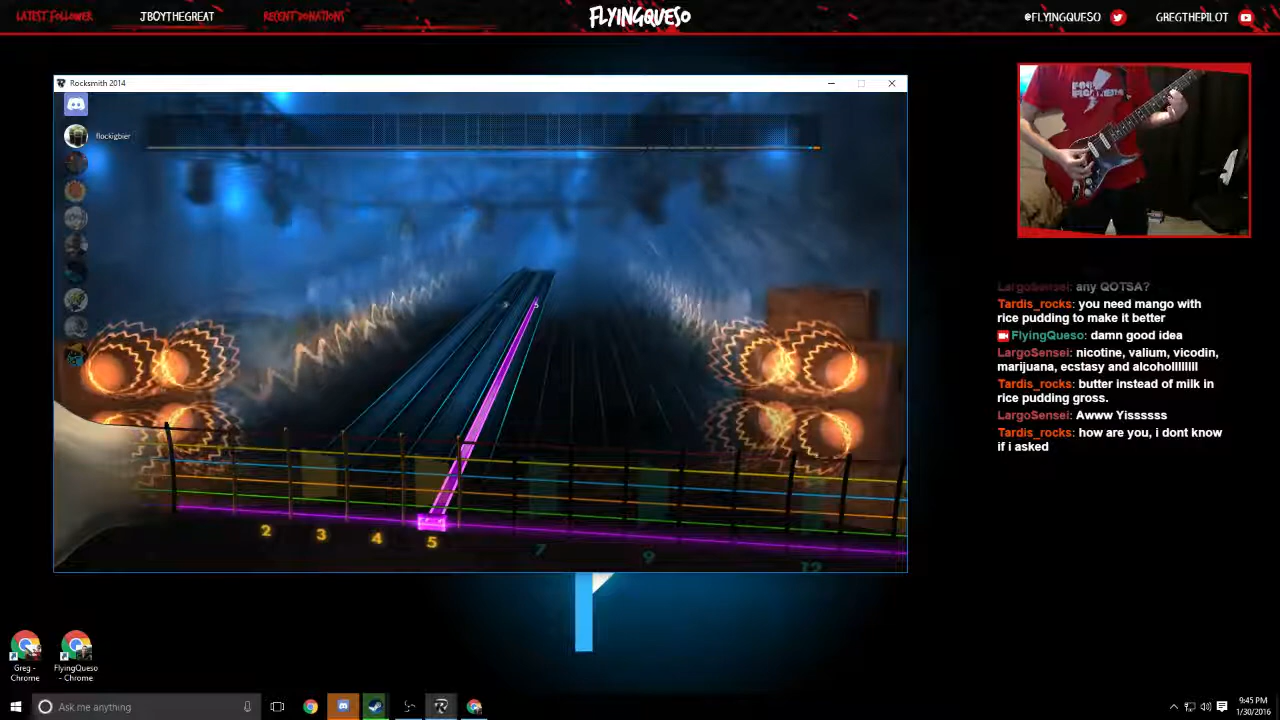 LATEST FOLLOWER
JBOYTHEGREAT
RECENT DONATIONS
FLYINGQUESO
@FLYINGQUESO
GREGTHEPILOT
Rocksmith 2014
flockigbier
LargoSensei: any QOTSA?
Tardis_rocks: you need mango with
rice pudding to make it better
FlyingQueso: damn good idea
LargoSensei: nicotine, valium, vicodin,
marijuana, ecstasy and alcohollllllll
Tardis_rocks: butter instead of milk in
rice pudding gross.
LargoSensei: Awww Yissssss
Tardis_rocks: how are you, i dont know
if i asked
5
2 3 4 5 7 9 12
Greg -
Chrome
FlyingQueso
- Chrome
Ask me anything
9:45 PM
1/30/2016